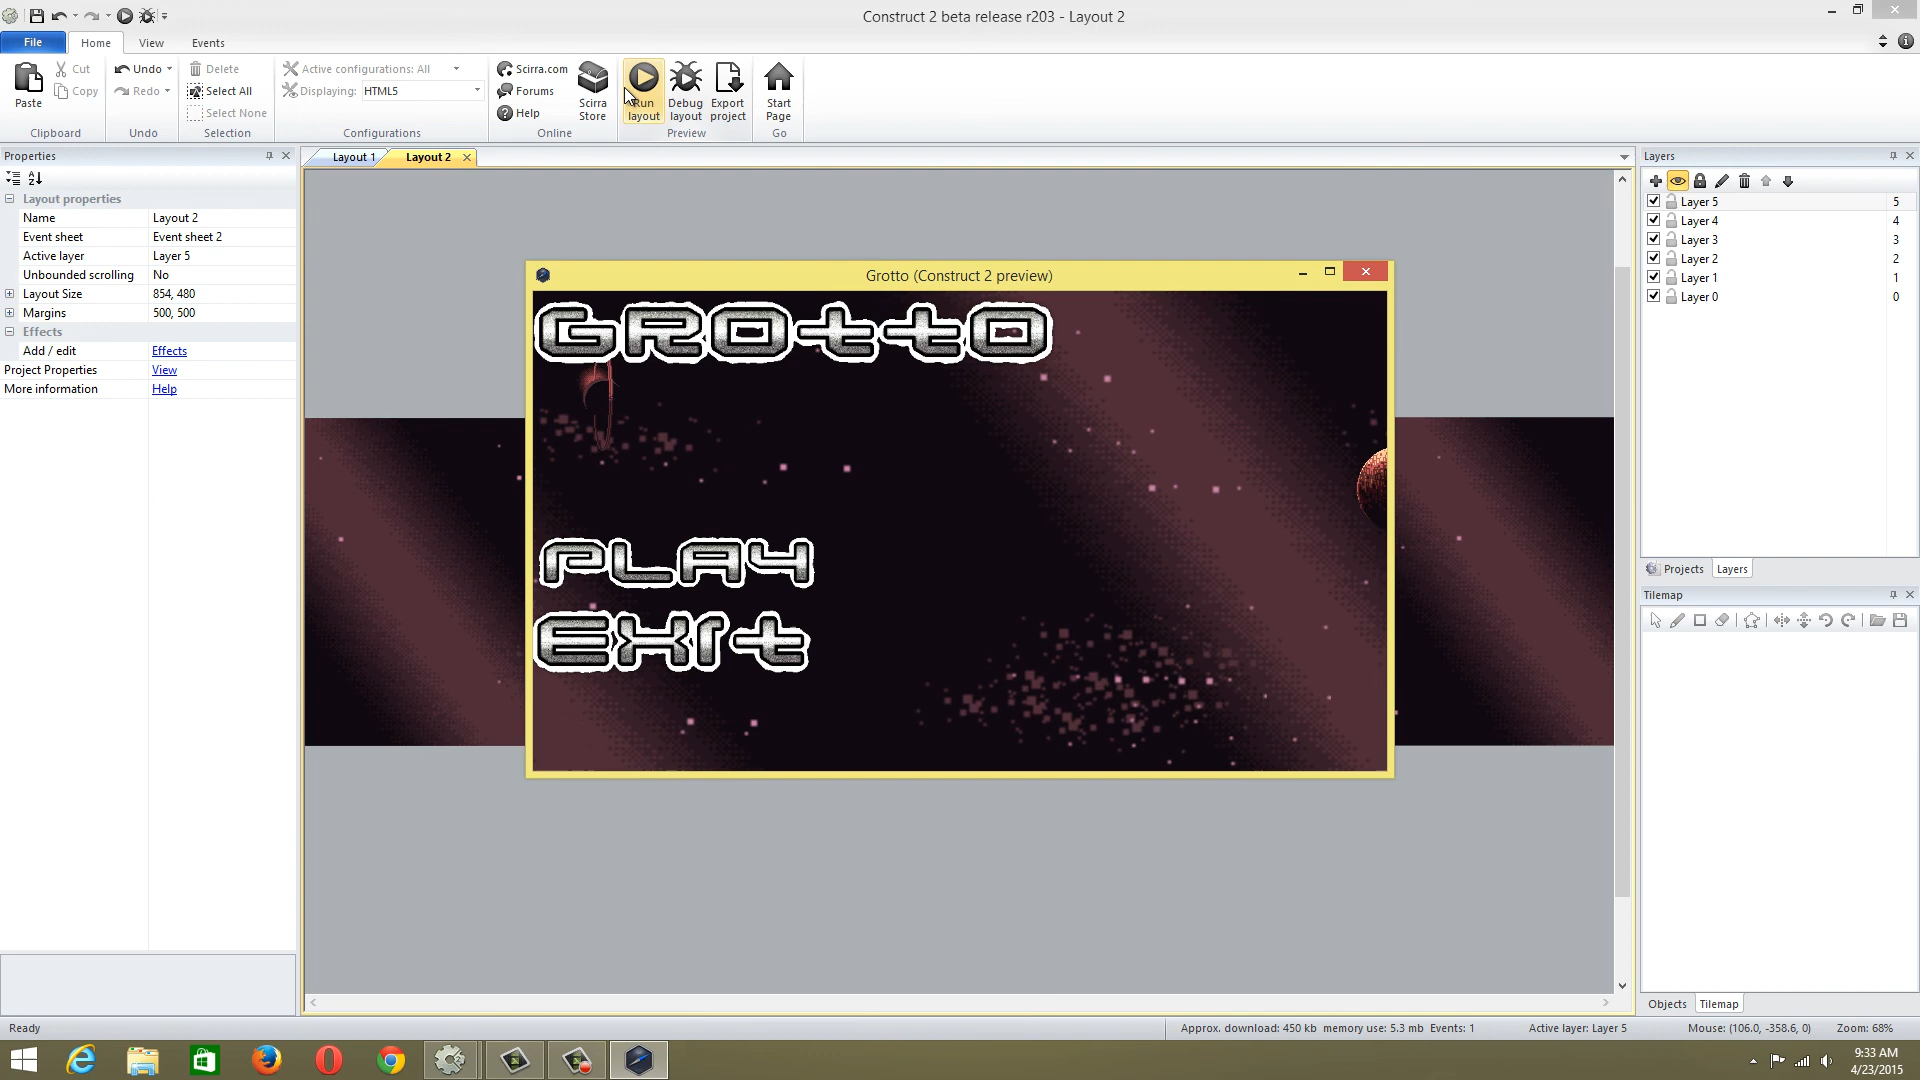 Construct 2 beta release r203 - Layout 2
File Home View Events
Paste Cut Copy
Undo Redo
Delete Select All Select None
Active configurations: All
Displaying: HTML5
Scirra.com Forums Help
Scirra Store
Run layout
Debug layout
Export project
Start Page
Clipboard Undo Selection Configurations Online Preview Go
Properties
Layout 1 Layout 2
Layers
Layout properties
Name Layout 2
Event sheet Event sheet 2
Active layer Layer 5
Unbounded scrolling No
Layout Size 854, 480
Margins 500, 500
Effects
Add / edit Effects
Project Properties View
More information Help
Grotto (Construct 2 preview)
GROttO
PLAY
EXIt
Layer 5 5
Layer 4 4
Layer 3 3
Layer 2 2
Layer 1 1
Layer 0 0
Projects Layers
Tilemap
Objects Tilemap
Ready
Approx. download: 450 kb memory use: 5.3 mb Events: 1 Active layer: Layer 5 Mouse: (106.0, -358.6, 0) Zoom: 68%
9:33 AM
4/23/2015